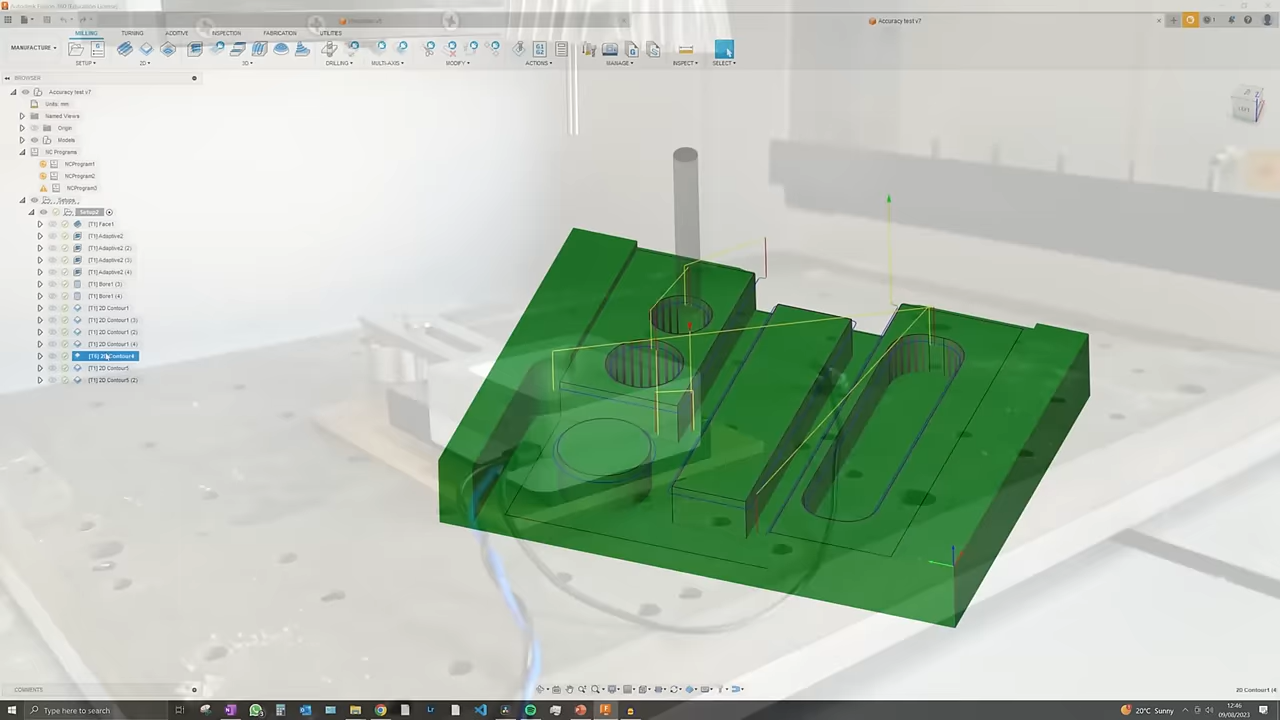 Autodesk Fusion 360 (Education License)
Accuracy test v7
MILLING TURNING ADDITIVE INSPECTION FABRICATION UTILITIES
MANUFACTURE
SETUP 2D 3D DRILLING MULTI-AXIS MODIFY ACTIONS MANAGE INSPECT SELECT
BROWSER
Accuracy test v7
Units: mm
Named Views
Origin
Models
NC Programs
NCProgram1
NCProgram2
NCProgram3
Setups
Setup2
[T1] Face1
[T1] Adaptive2
[T1] Adaptive2 (2)
[T1] Adaptive2 (3)
[T1] Adaptive2 (4)
[T1] Bore1 (3)
[T1] Bore1 (4)
[T1] 2D Contour1
[T1] 2D Contour1 (3)
[T1] 2D Contour1 (2)
[T1] 2D Contour1 (4)
2D Contour4
[T1] 2D Contour5
[T1] 2D Contour5 (2)
COMMENTS
2D Contour1 (4
Type here to search
20°C Sunny
12:46
09/08/2023